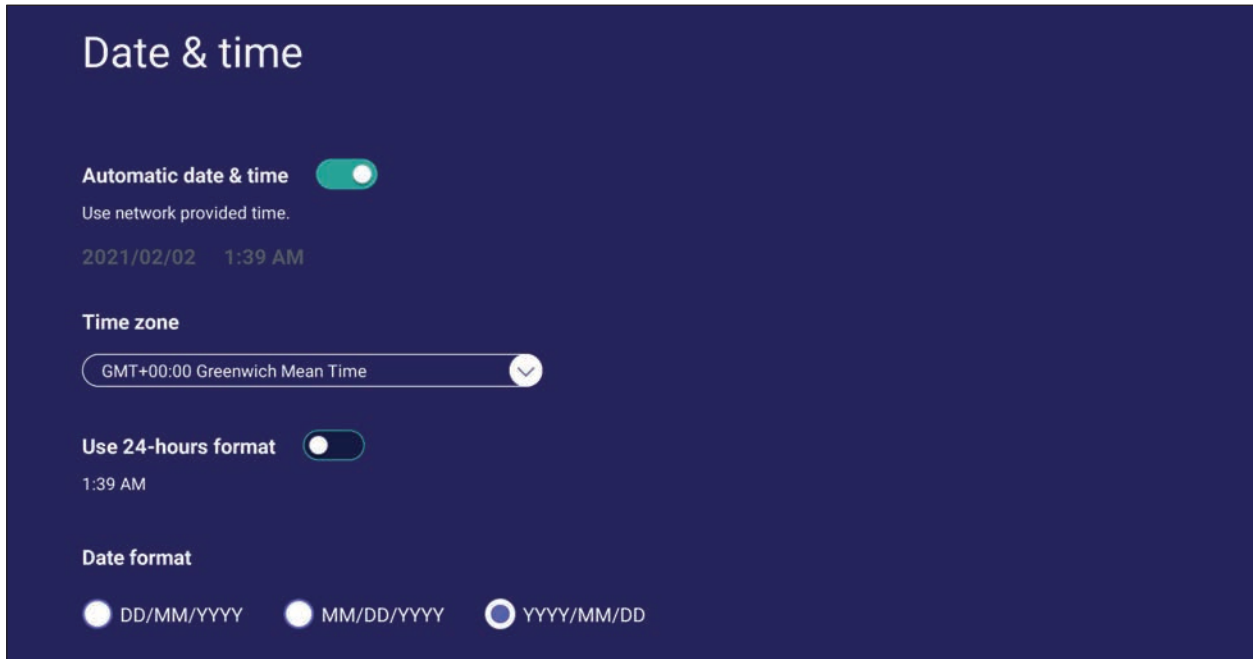 Date & time
Automatic date & time
Use network provided time.
2021/02/02 1:39 AM
Time zone
GMT+00:00 Greenwich Mean Time
Use 24-hours format
1:39 AM
Date format
DD/MM/YYYY MM/DD/YYYY YYYY/MM/DD